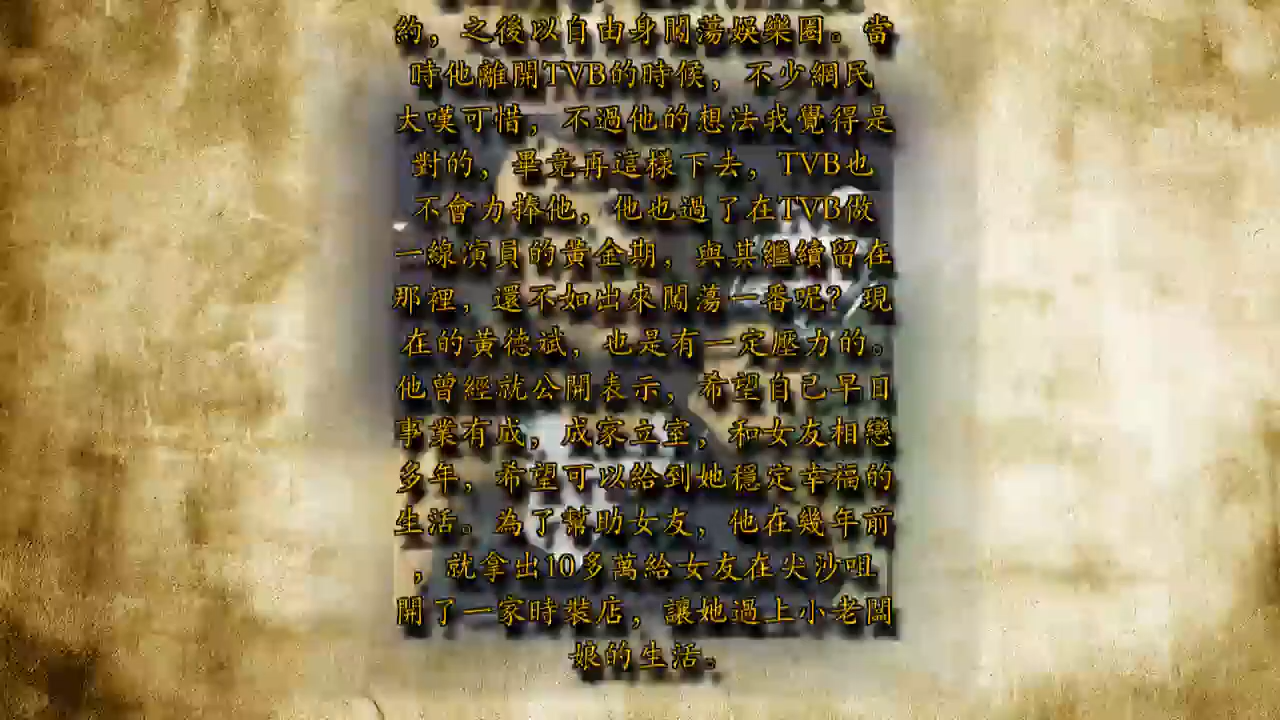 約，之後以自由身闖蕩娛樂圈。當
時他離開TVB的時候，不少網民
大嘆可惜，不過他的想法我覺得是
對的，畢竟再這樣下去，TVB也
不會力捧他，他也過了在TVB做
一線演員的黃金期，與其繼續留在
那裡，還不如出來闖蕩一番呢？現
在的黃德斌，也是有一定壓力的。
他曾經就公開表示，希望自己早日
事業有成，成家立室，和女友相戀
多年，希望可以給到她穩定幸福的
生活。為了幫助女友，他在幾年前
，就拿出10多萬給女友在尖沙咀
開了一家時裝店，讓她過上小老闆
娘的生活。